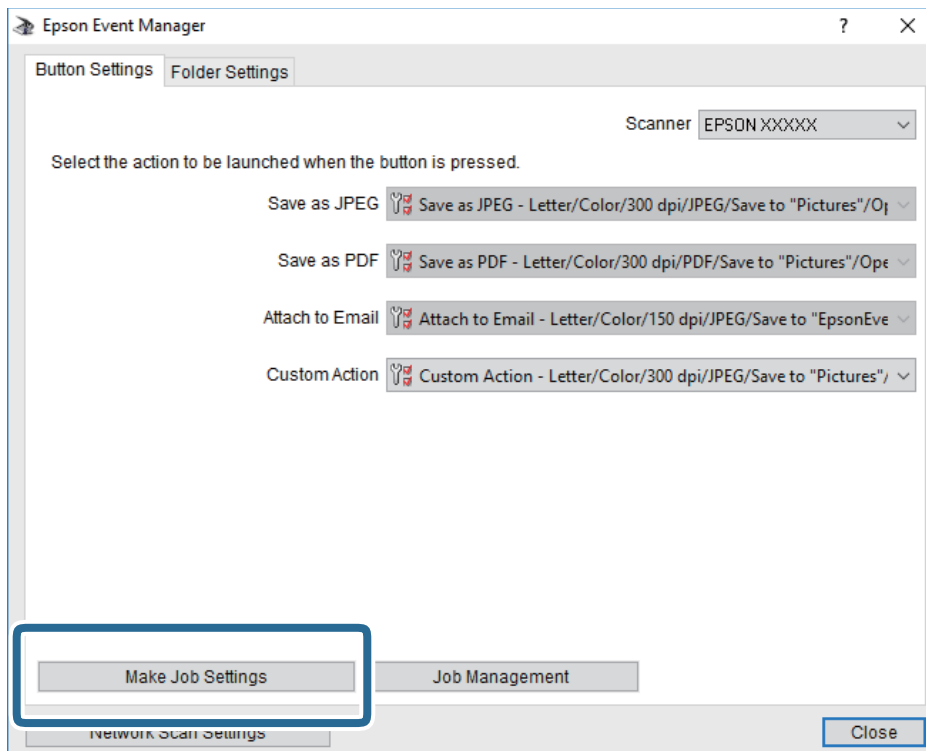 Epson Event Manager ?
Button Settings Folder Settings
Scanner EPSON XXXXX
Select the action to be launched when the button is pressed.
Save as JPEG Save as JPEG - Letter/Color/300 dpi/JPEG/Save to "Pictures"/Op
Save as PDF Save as PDF - Letter/Color/300 dpi/PDF/Save to "Pictures"/Ope
Attach to Email Attach to Email - Letter/Color/150 dpi/JPEG/Save to "EpsonEve
Custom Action Custom Action - Letter/Color/300 dpi/JPEG/Save to "Pictures"/
Make Job Settings Job Management
Network Scan Settings Close